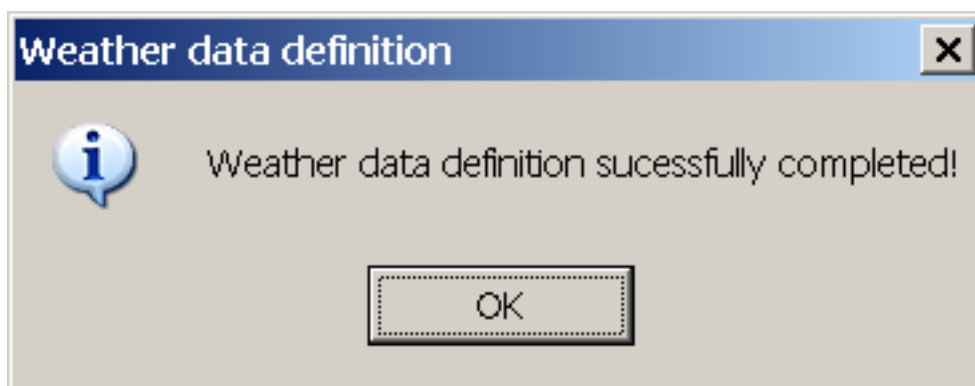 Weather data definition
Weather data definition sucessfully completed!
OK